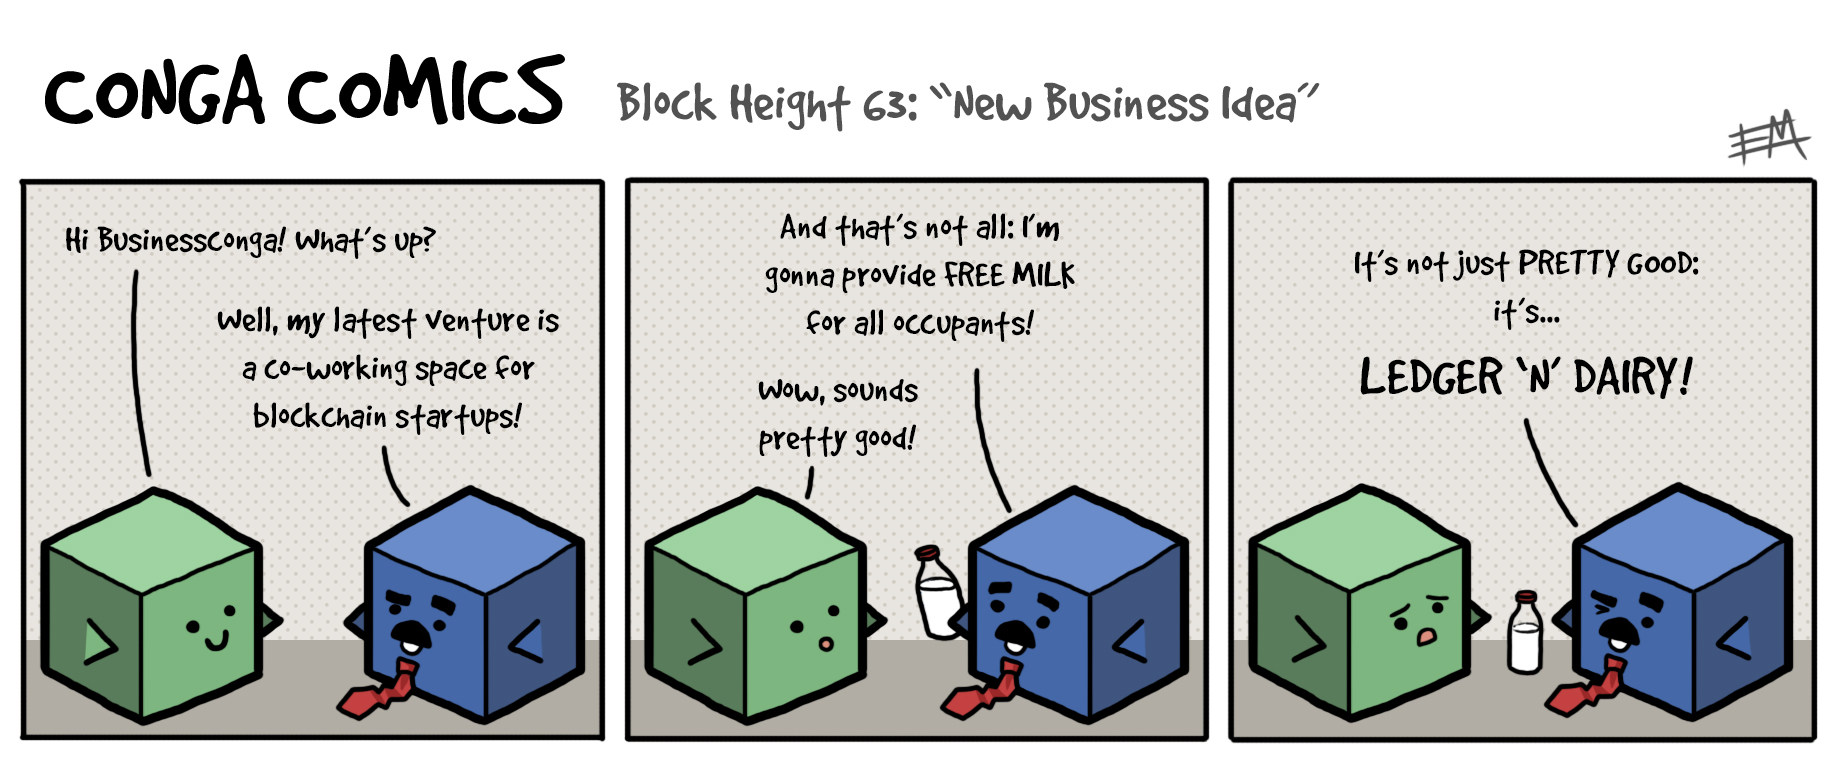 CONGA COMICS
Block Height 63: “New Business Idea”
EM
Hi Businessconga! What's up?
Well, my latest venture is
a co-working space for
blockchain startups!
And that's not all: I'm
gonna provide FREE MILK
for all occupants!
Wow, sounds
pretty good!
It's not just PRETTY GOOD:
it's...
LEDGER 'N' DAIRY!